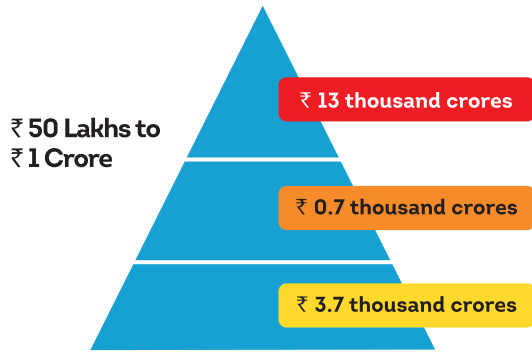 ₹ 50 Lakhs to
₹ 1 Crore
₹ 13 thousand crores
₹ 0.7 thousand crores
₹ 3.7 thousand crores